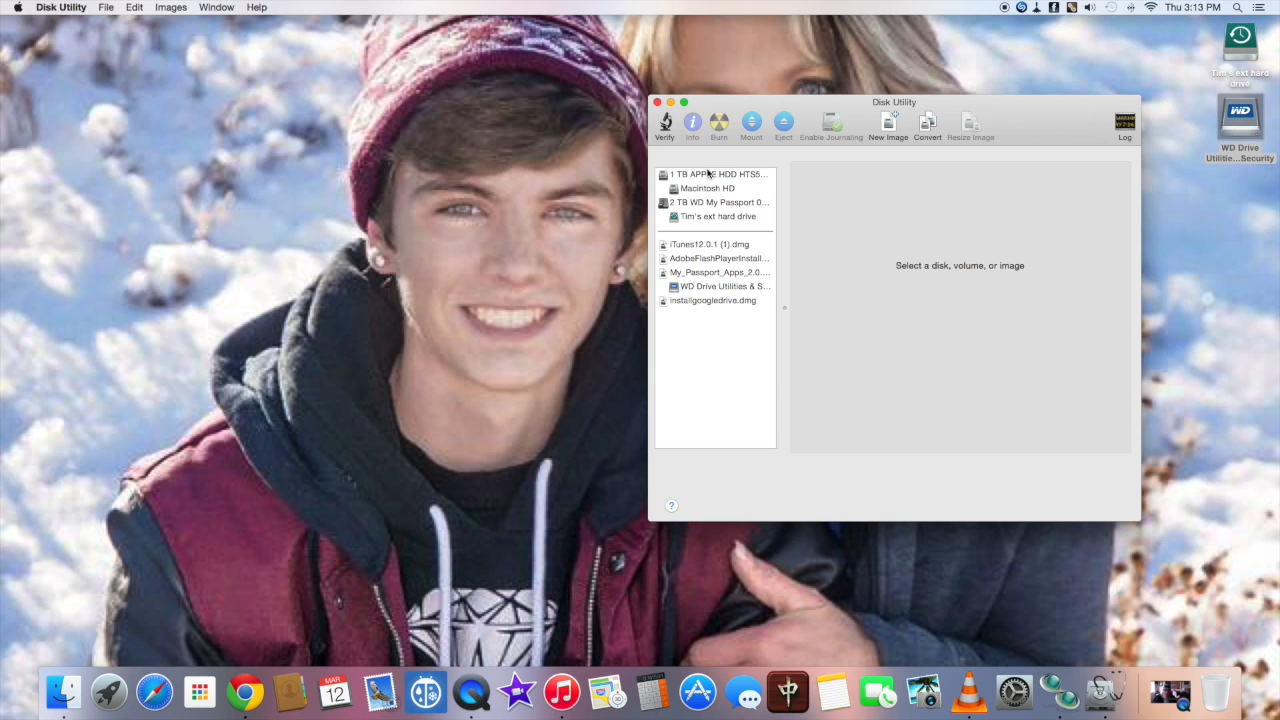 Disk Utility File Edit Images Window Help Thu 3:13 PM
Tim's ext hard
drive
WD
WD Drive
Utilitie...Security
Disk Utility
Verify Info Burn Mount Eject Enable Journaling New Image Convert Resize Image Log
1 TB APPLE HDD HTS5...
Macintosh HD
2 TB WD My Passport 0...
Tim's ext hard drive
iTunes12.0.1 (1).dmg
AdobeFlashPlayerInstall...
My_Passport_Apps_2.0....
WD Drive Utilities & S...
installgoogledrive.dmg
Select a disk, volume, or image
?
MAR
12